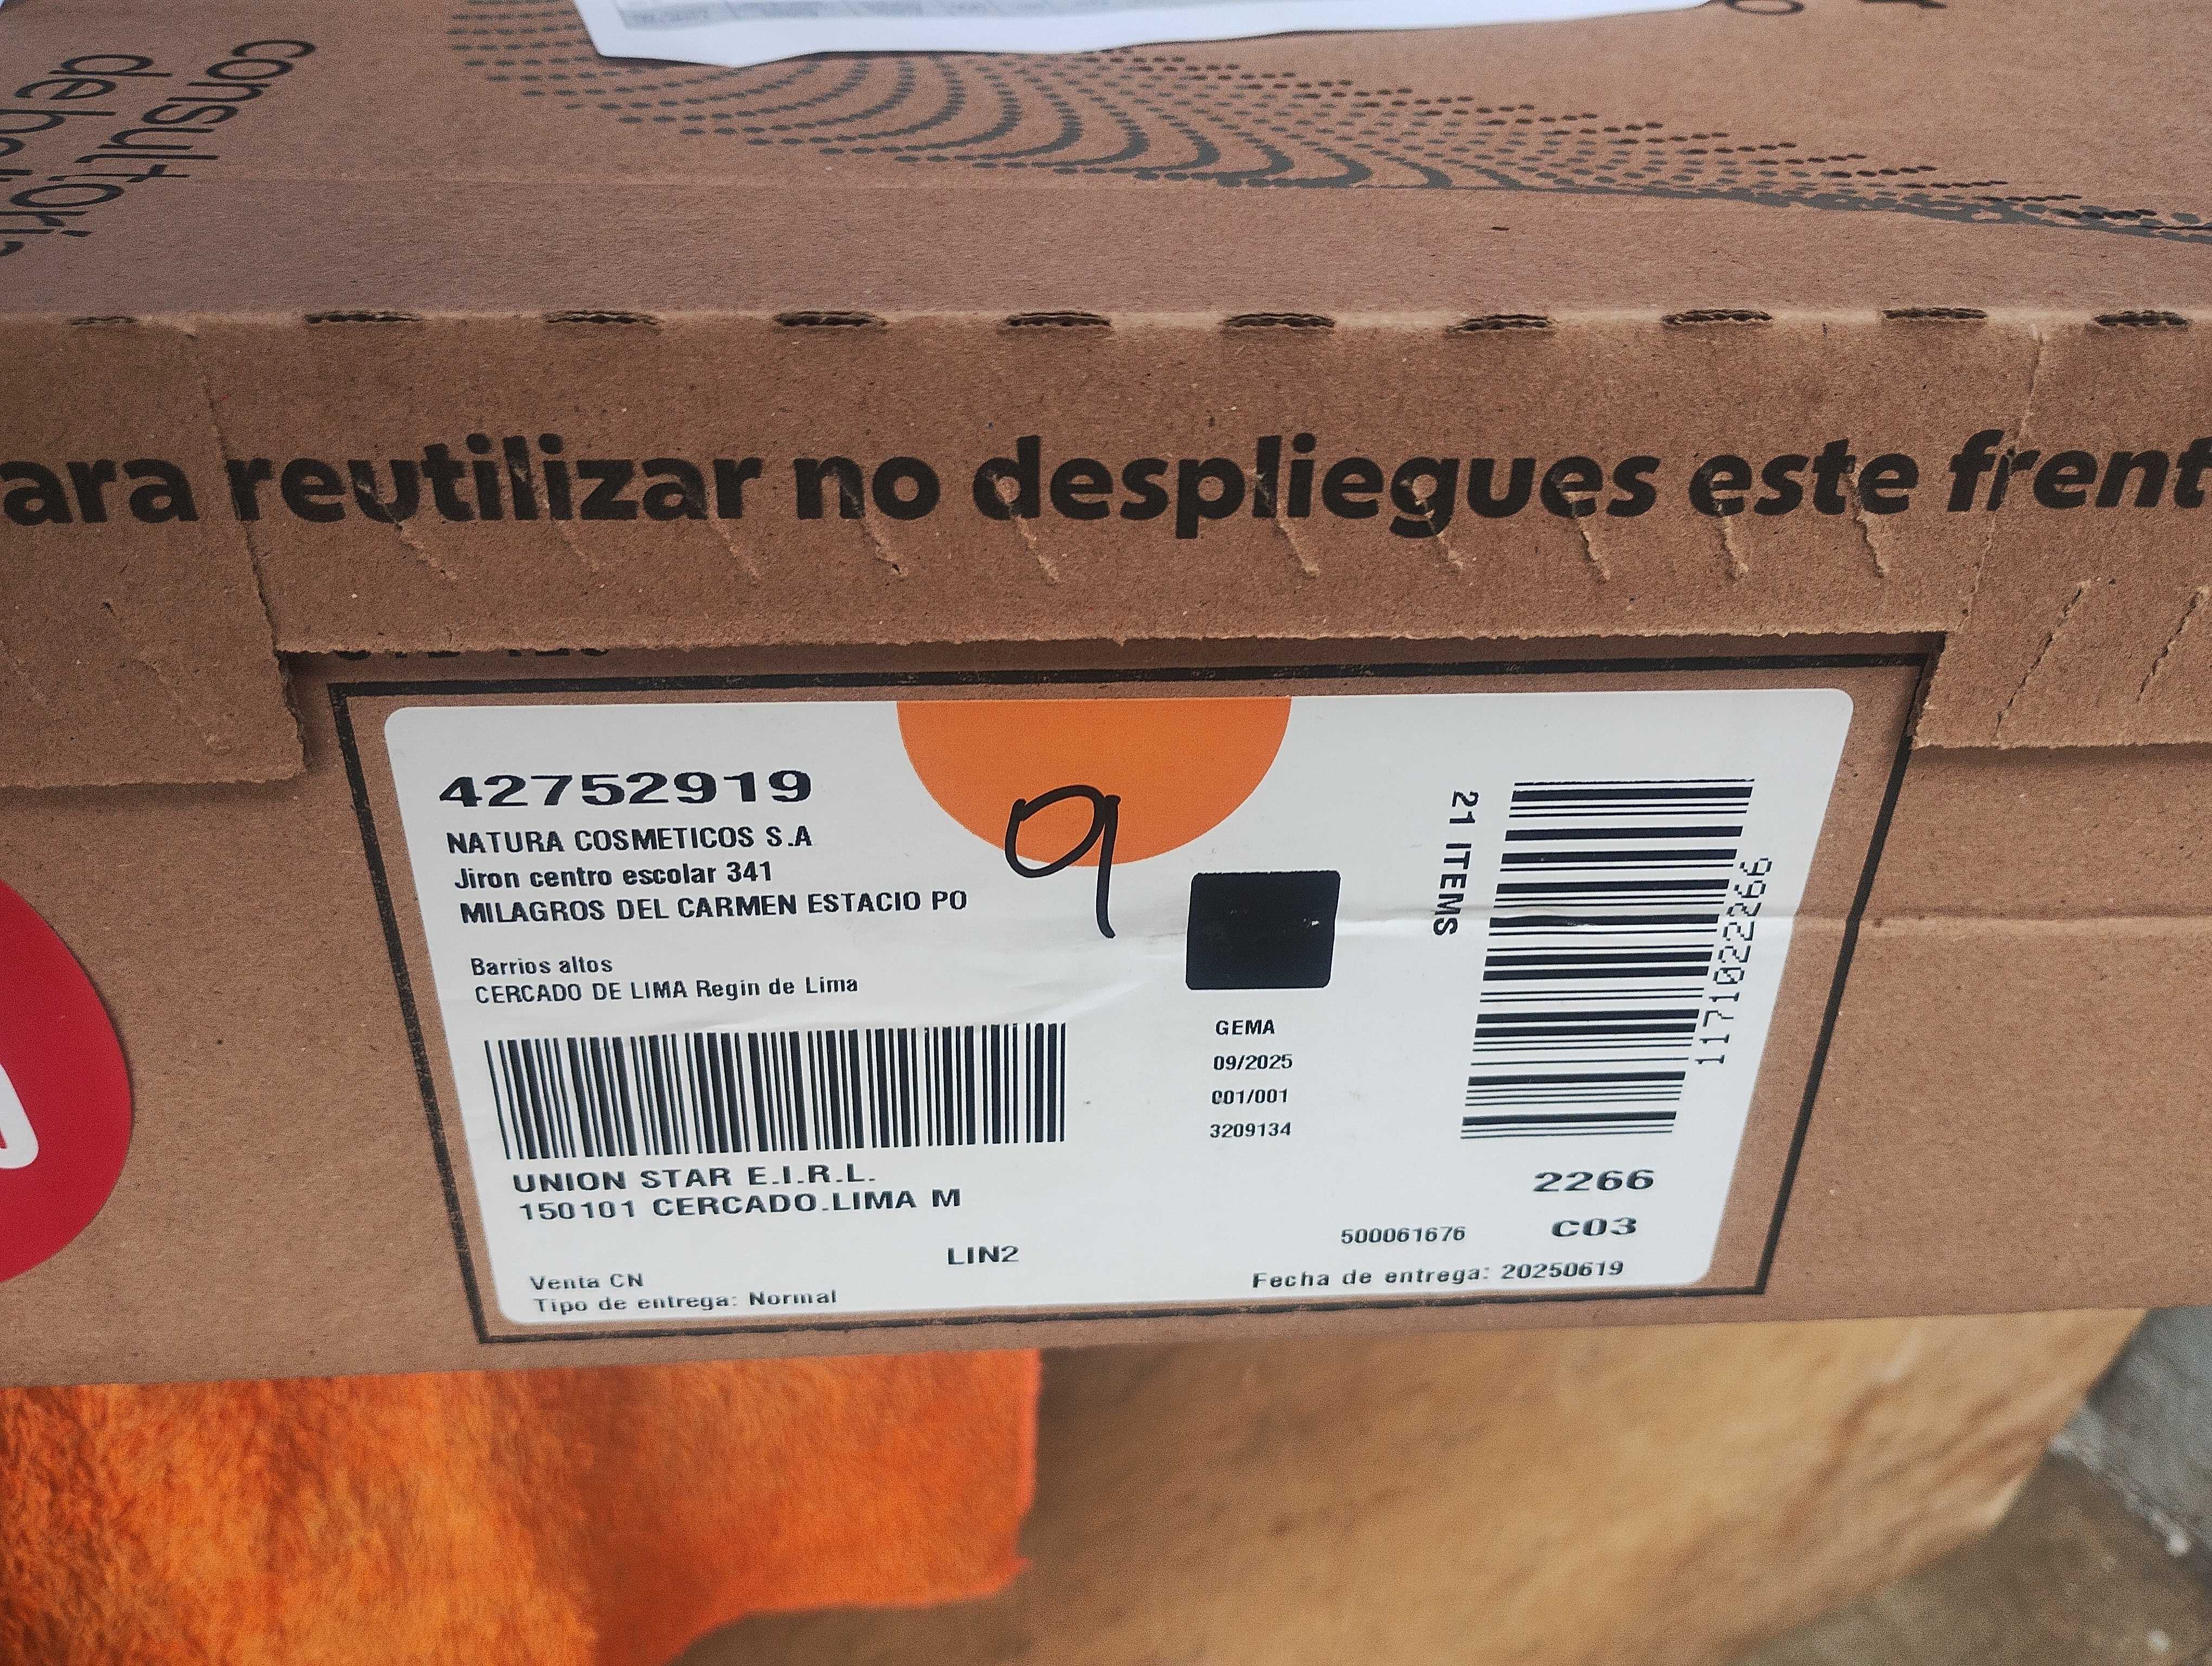 consultoría
de
ara reutilizar no despliegues este frent
42752919
NATURA COSMETICOS S.A
Jiron centro escolar 341
MILAGROS DEL CARMEN ESTACIO PO
Barrios altos
CERCADO DE LIMA Regin de Lima
UNION STAR E.I.R.L.
150101 CERCADO.LIMA M
LIN2
Venta CN
Tipo de entrega: Normal
9
GEMA
09/2025
001/001
3209134
21 ITEMS
1171022299
2266
C03
500061676
Fecha de entrega: 20250619